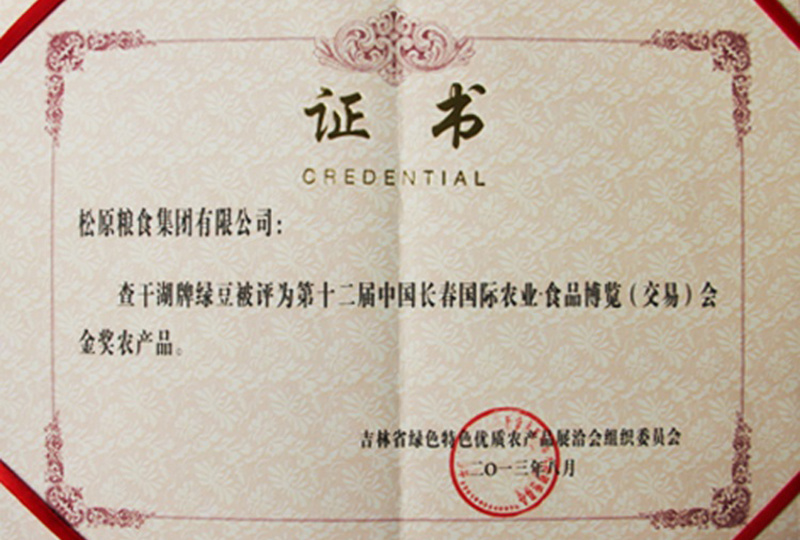 证书
CREDENTIAL
松原粮食集团有限公司：
查干湖牌绿豆被评为第十二届中国长春国际农业·食品博览（交易）会
金奖农产品。
吉林省绿色特色优质农产品展洽会组织委员会
二〇一三年八月